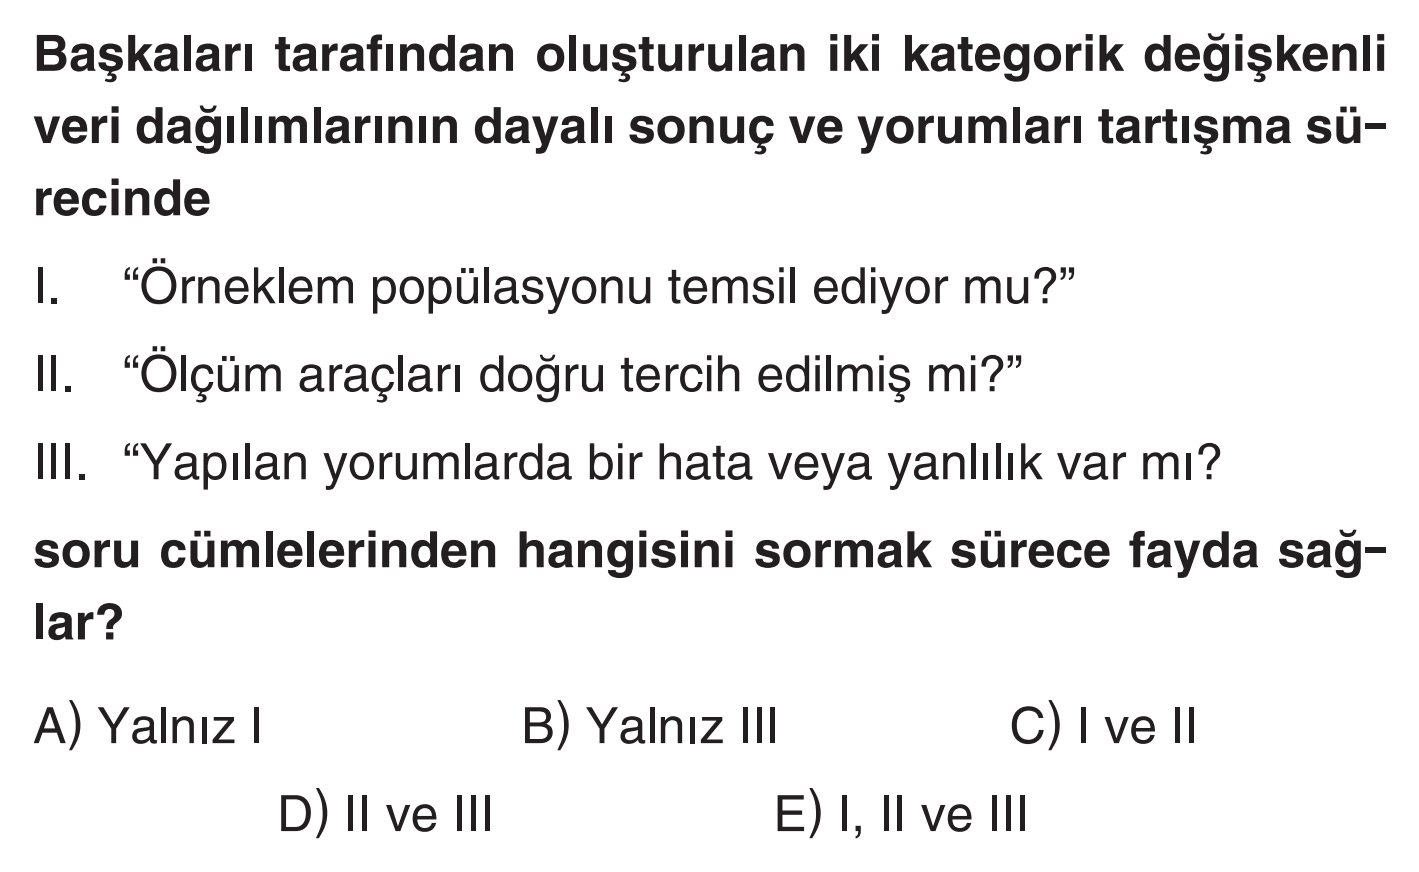 Başkaları tarafından oluşturulan iki kategorik değişkenli
veri dağılımlarının dayalı sonuç ve yorumları tartışma sü-
recinde
I. “Örneklem popülasyonu temsil ediyor mu?”
II. “Ölçüm araçları doğru tercih edilmiş mi?”
III. “Yapılan yorumlarda bir hata veya yanlılık var mı?
soru cümlelerinden hangisini sormak sürece fayda sağ-
lar?
A) Yalnız I B) Yalnız III C) I ve II
D) II ve III E) I, II ve III